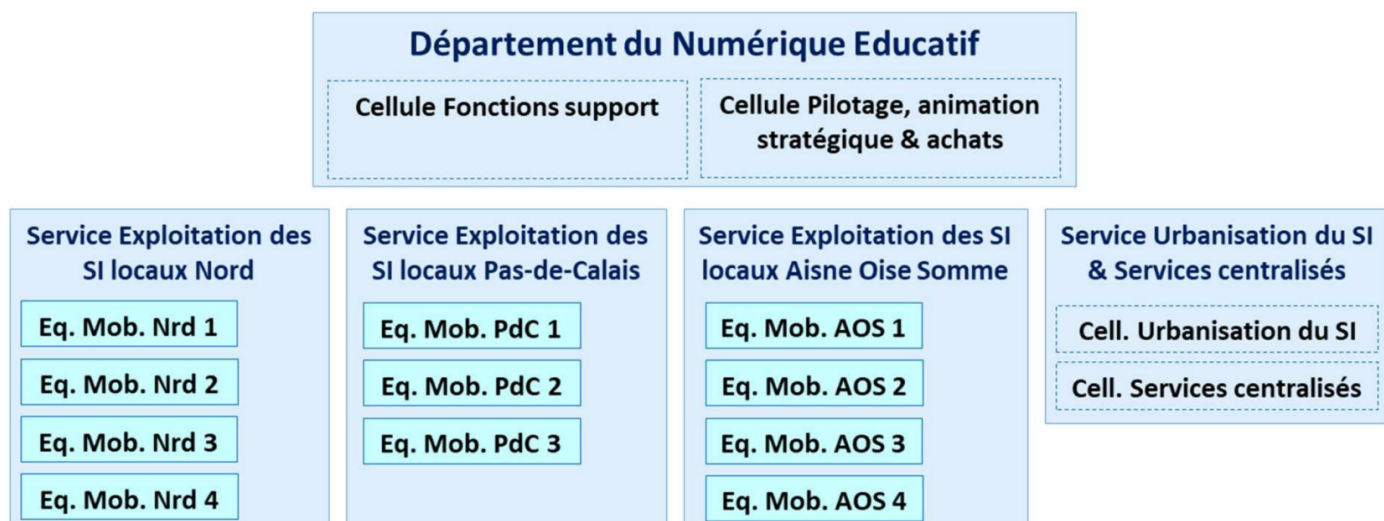 Département du Numérique Educatif
Cellule Fonctions support
Cellule Pilotage, animation
stratégique & achats
Service Exploitation des
SI locaux Nord
Eq. Mob. Nrd 1
Eq. Mob. Nrd 2
Eq. Mob. Nrd 3
Eq. Mob. Nrd 4
Service Exploitation des
SI locaux Pas-de-Calais
Eq. Mob. PdC 1
Eq. Mob. PdC 2
Eq. Mob. PdC 3
Service Exploitation des SI
locaux Aisne Oise Somme
Eq. Mob. AOS 1
Eq. Mob. AOS 2
Eq. Mob. AOS 3
Eq. Mob. AOS 4
Service Urbanisation du SI
& Services centralisés
Cell. Urbanisation du SI
Cell. Services centralisés